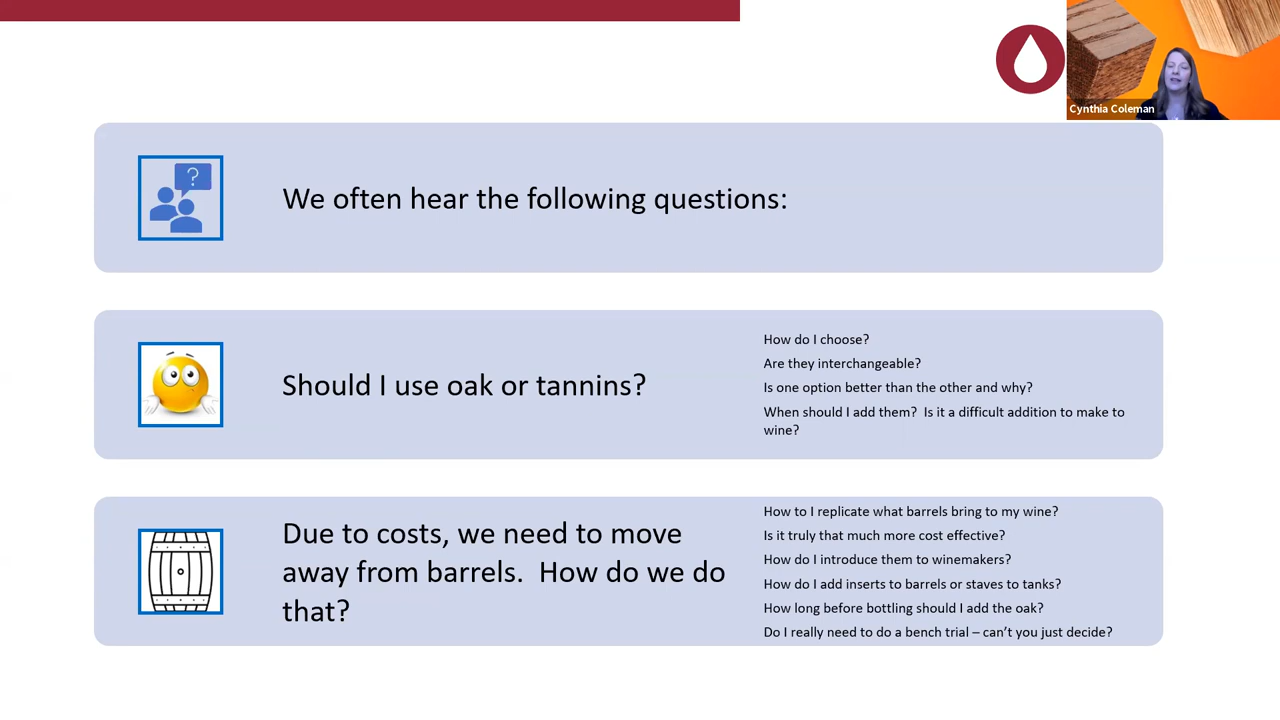 Cynthia Coleman
?
We often hear the following questions:
Should I use oak or tannins?
How do I choose?
Are they interchangeable?
Is one option better than the other and why?
When should I add them?  Is it a difficult addition to make to
wine?
Due to costs, we need to move
away from barrels.  How do we do
that?
How to I replicate what barrels bring to my wine?
Is it truly that much more cost effective?
How do I introduce them to winemakers?
How do I add inserts to barrels or staves to tanks?
How long before bottling should I add the oak?
Do I really need to do a bench trial – can’t you just decide?